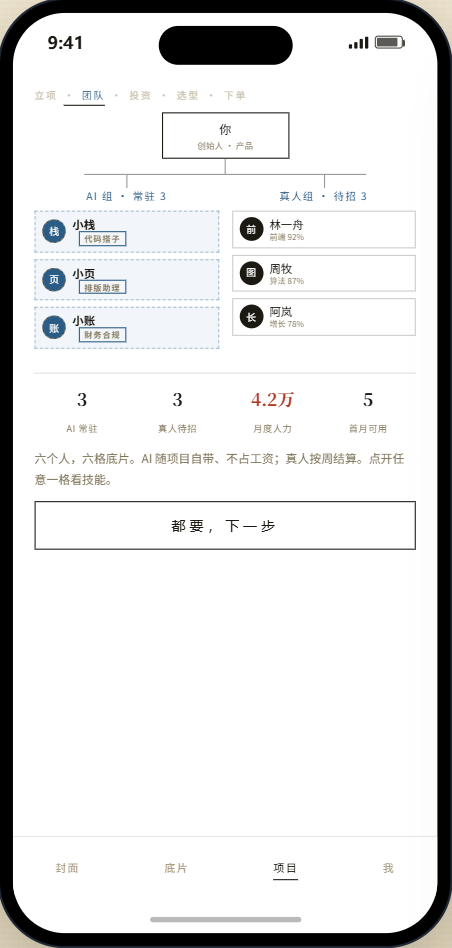 9:41
立项 • 团队 • 投资 • 选型 • 下单
你
创始人 • 产品
AI 组 • 常驻 3
真人组 • 待招 3
栈 小栈
代码搭子
页 小页
排版助理
账 小账
财务合规
前 林一舟
前端 92%
图 周牧
算法 87%
长 阿岚
增长 78%
3 3 4.2万 5
AI 常驻 真人待招 月度人力 首月可用
六个人，六格底片。AI 随项目自带、不占工资；真人按周结算。点开任
意一格看技能。
都要，下一步
封面 底片 项目 我